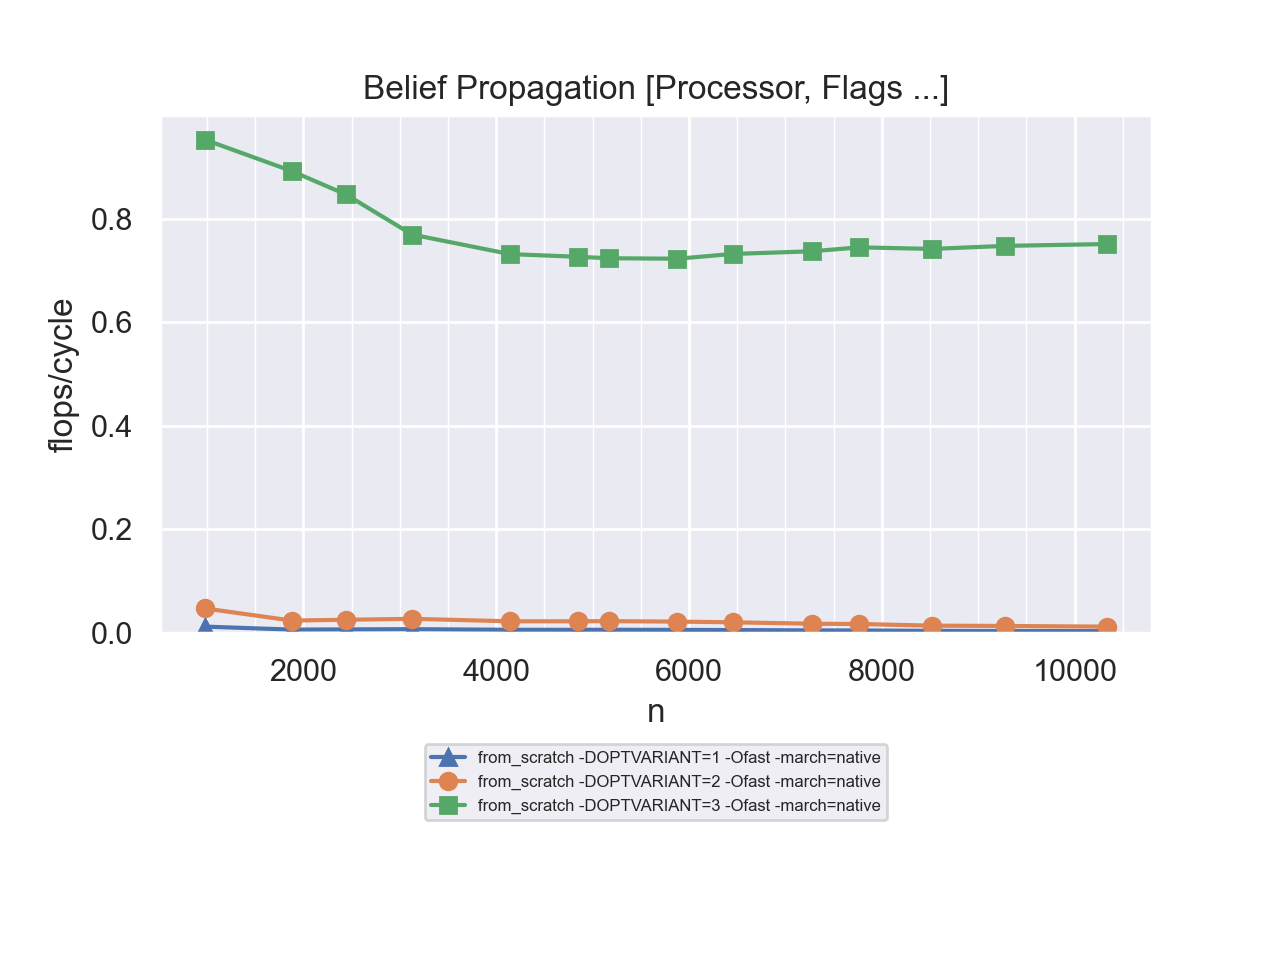 Belief Propagation [Processor, Flags ...]
flops/cycle
0.8
0.6
0.4
0.2
0.0
2000 4000 6000 8000 10000
n
from_scratch -DOPTVARIANT=1 -Ofast -march=native
from_scratch -DOPTVARIANT=2 -Ofast -march=native
from_scratch -DOPTVARIANT=3 -Ofast -march=native